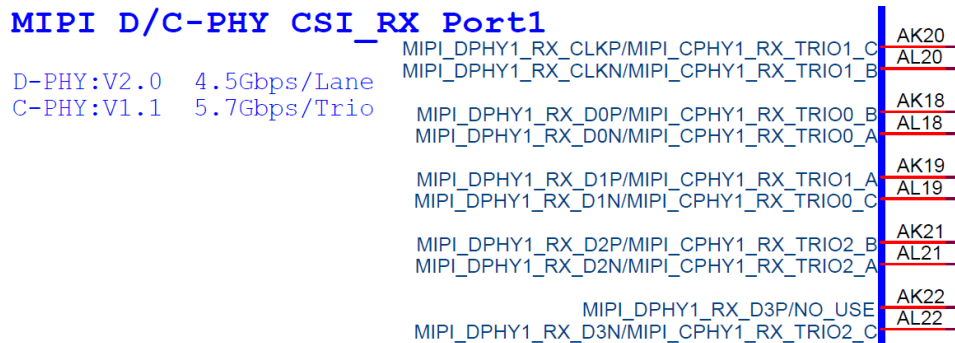 MIPI D/C-PHY CSI_RX Port1
D-PHY:V2.0 4.5Gbps/Lane
C-PHY:V1.1 5.7Gbps/Trio
MIPI_DPHY1_RX_CLKP/MIPI_CPHY1_RX_TRIO1_C AK20
MIPI_DPHY1_RX_CLKN/MIPI_CPHY1_RX_TRIO1_B AL20
MIPI_DPHY1_RX_D0P/MIPI_CPHY1_RX_TRIO0_B AK18
MIPI_DPHY1_RX_D0N/MIPI_CPHY1_RX_TRIO0_A AL18
MIPI_DPHY1_RX_D1P/MIPI_CPHY1_RX_TRIO1_A AK19
MIPI_DPHY1_RX_D1N/MIPI_CPHY1_RX_TRIO0_C AL19
MIPI_DPHY1_RX_D2P/MIPI_CPHY1_RX_TRIO2_B AK21
MIPI_DPHY1_RX_D2N/MIPI_CPHY1_RX_TRIO2_A AL21
MIPI_DPHY1_RX_D3P/NO_USE AK22
MIPI_DPHY1_RX_D3N/MIPI_CPHY1_RX_TRIO2_C AL22